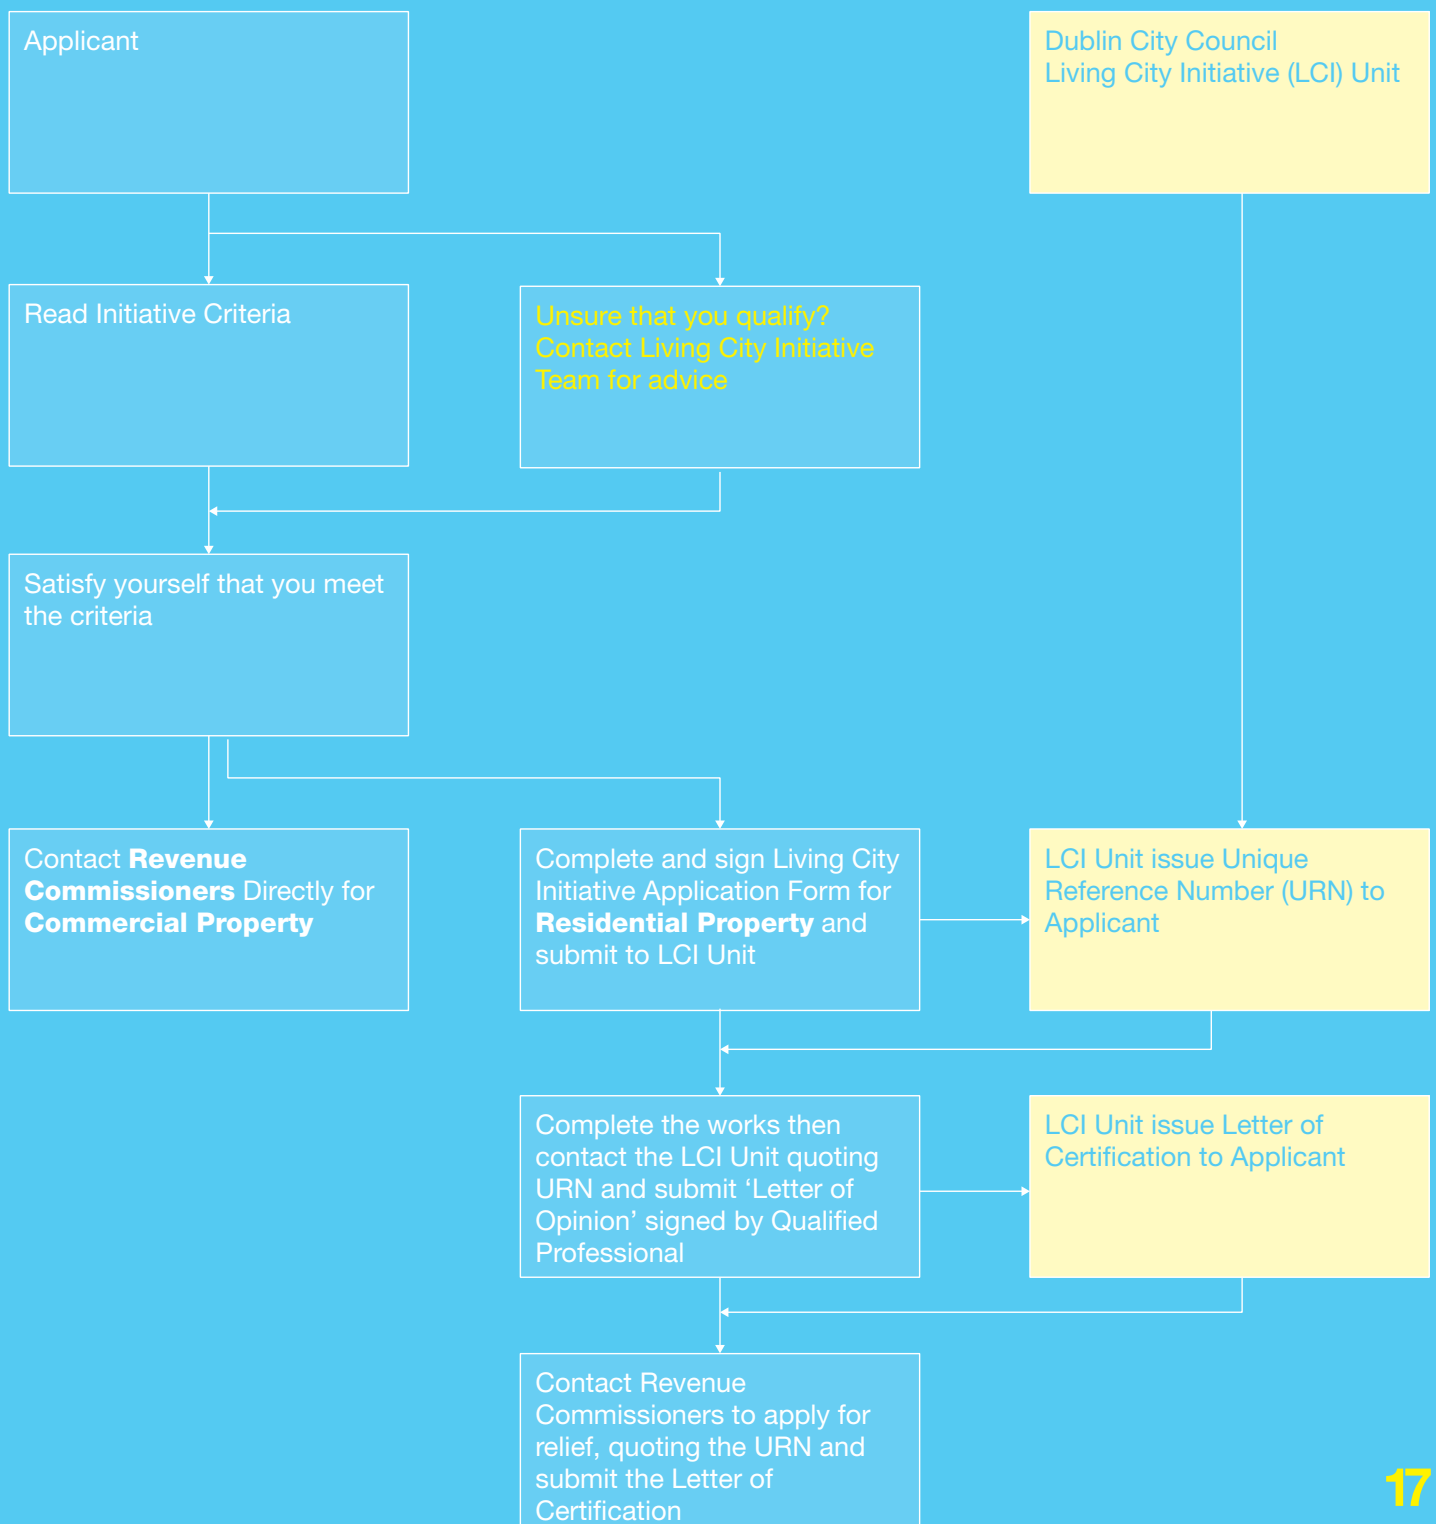 Applicant
Dublin City Council
Living City Initiative (LCI) Unit
Read Initiative Criteria
Unsure that you qualify?
Contact Living City Initiative
Team for advice
Satisfy yourself that you meet
the criteria
Contact Revenue
Commissioners Directly for
Commercial Property
Complete and sign Living City
Initiative Application Form for
Residential Property and
submit to LCI Unit
LCI Unit issue Unique
Reference Number (URN) to
Applicant
Complete the works then
contact the LCI Unit quoting
URN and submit ‘Letter of
Opinion’ signed by Qualified
Professional
LCI Unit issue Letter of
Certification to Applicant
Contact Revenue
Commissioners to apply for
relief, quoting the URN and
submit the Letter of
Certification
17